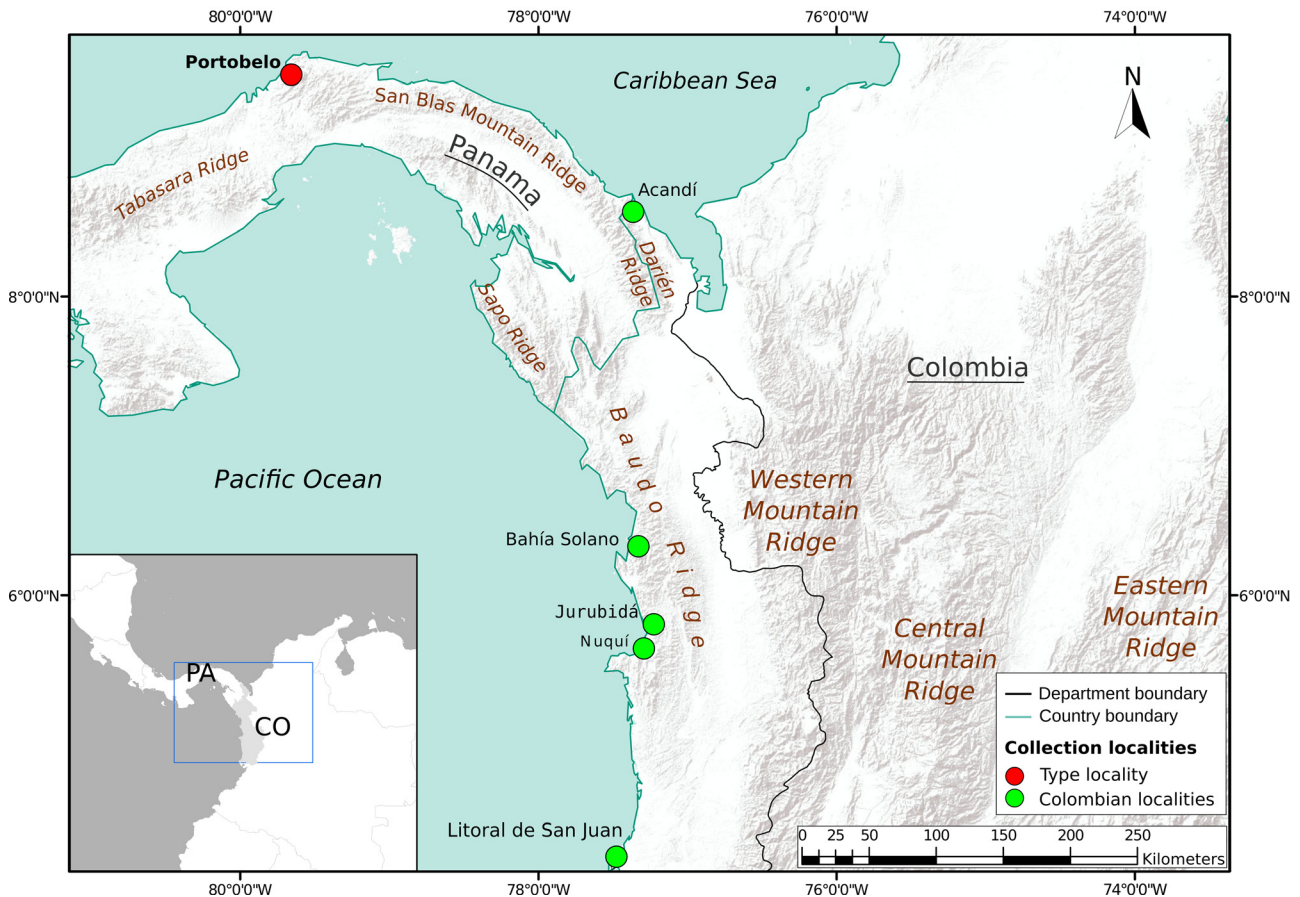 80°0'0"W
78°0'0"W
76°0'0"W
74°0'0"W
Portobelo
Caribbean Sea
N
San Blas Mountain Ridge
Panama
Tabasara Ridge
Acandí
Darién
Ridge
8°0'0"N
8°0'0"N
Sapo Ridge
Colombia
Baudo Ridge
Pacific Ocean
Western
Mountain
Ridge
Bahía Solano
6°0'0"N
6°0'0"N
Eastern
Mountain
Ridge
Jurubidá
Nuquí
Central
Mountain
Ridge
PA
CO
Department boundary
Country boundary
Collection localities
Type locality
Colombian localities
Litoral de San Juan
0 25 50 100 150 200 250
Kilometers
80°0'0"W
78°0'0"W
76°0'0"W
74°0'0"W